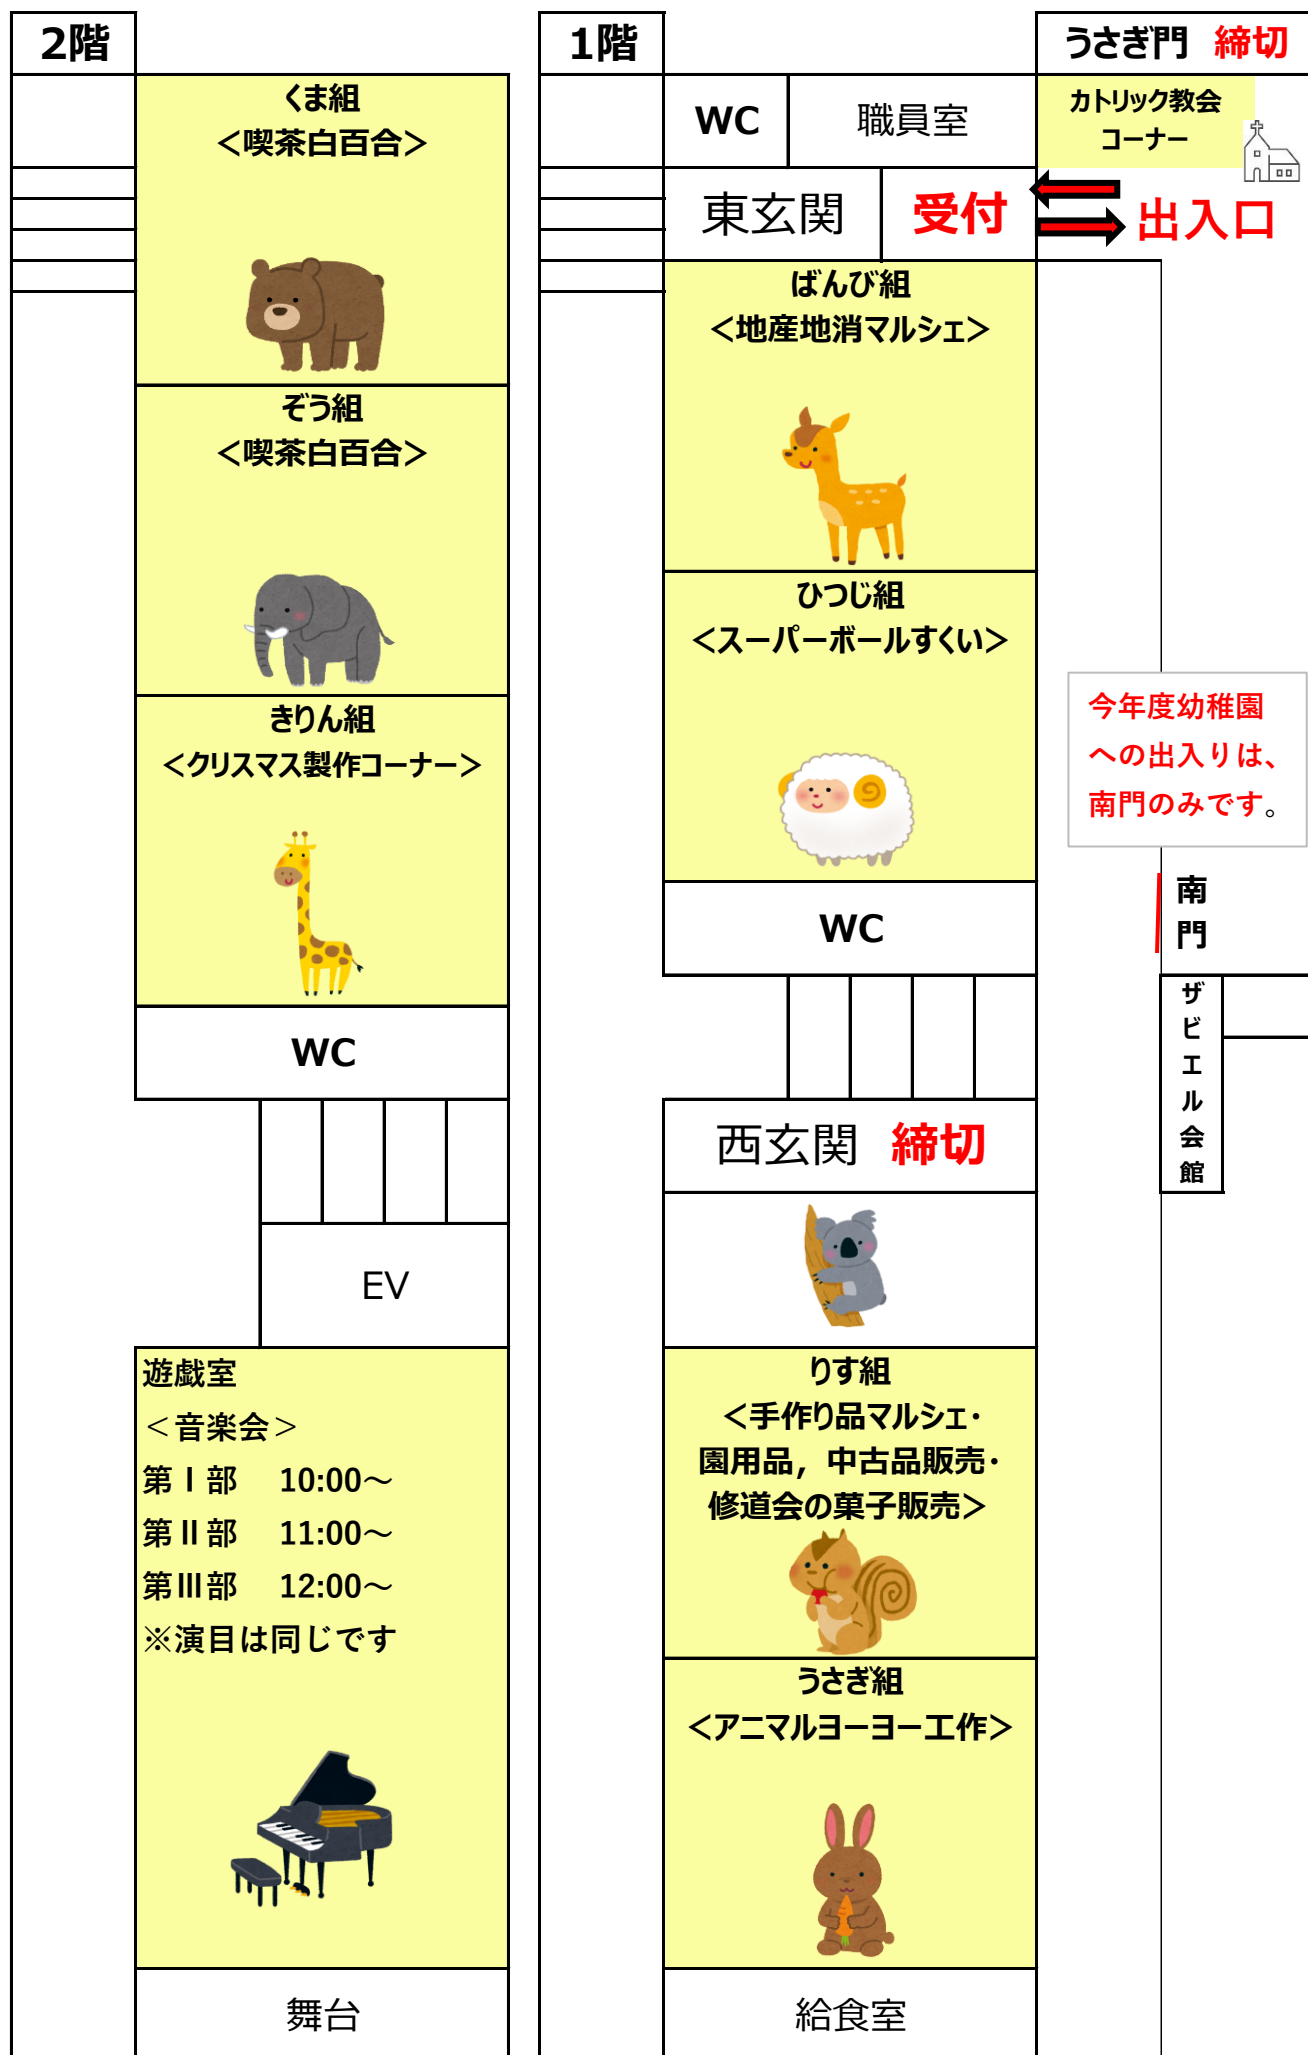 2階
くま組
＜喫茶白百合＞
ぞう組
＜喫茶白百合＞
きりん組
＜クリスマス製作コーナー＞
WC
EV
遊戯室
＜音楽会＞
第Ⅰ部　10:00～
第Ⅱ部　11:00～
第Ⅲ部　12:00～
※演目は同じです
舞台
1階
WC
職員室
東玄関
受付
ばんび組
＜地産地消マルシェ＞
ひつじ組
＜スーパーボールすくい＞
WC
西玄関　締切
りす組
＜手作り品マルシェ・
園用品，中古品販売・
修道会の菓子販売＞
うさぎ組
＜アニマルヨーヨー工作＞
給食室
うさぎ門　締切
カトリック教会
コーナー
出入口
今年度幼稚園
への出入りは、
南門のみです。
南門
ザビエル会館